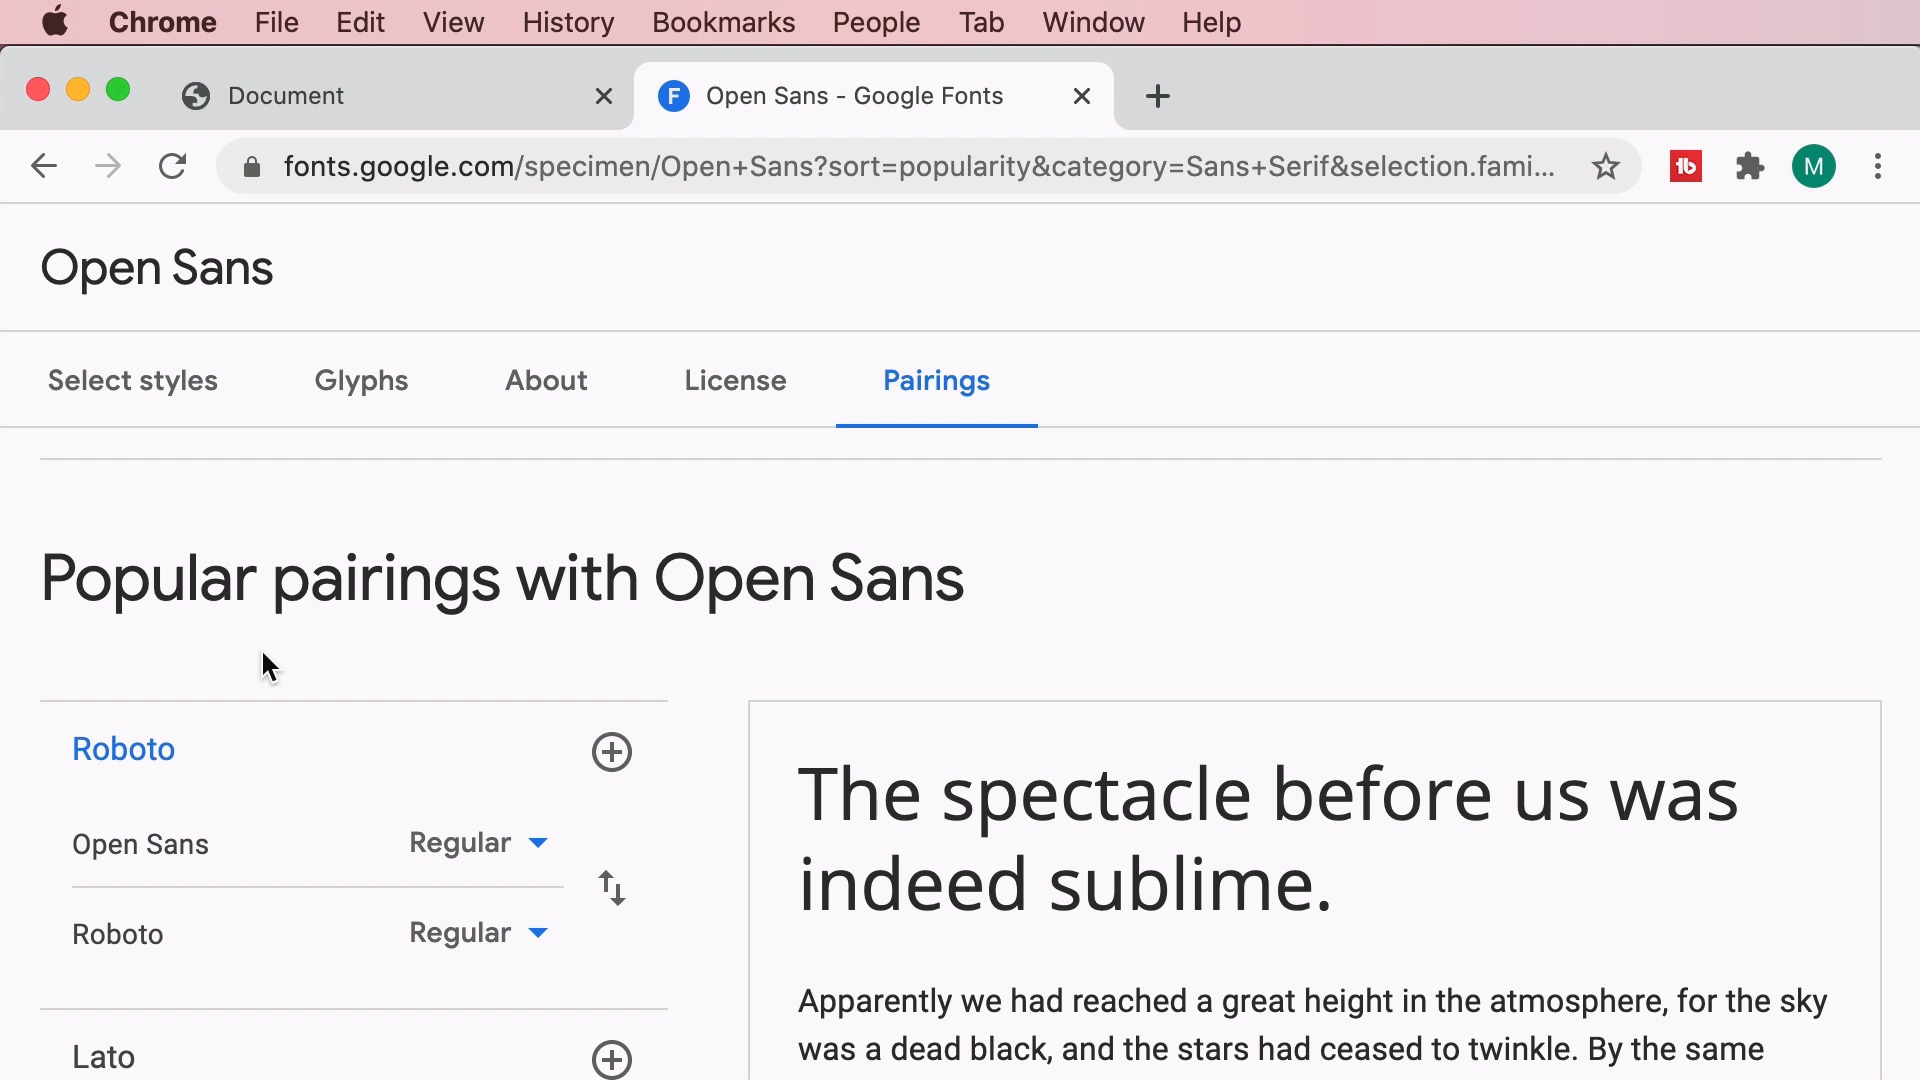 Chrome File Edit View History Bookmarks People Tab Window Help
Document
F Open Sans - Google Fonts
fonts.google.com/specimen/Open+Sans?sort=popularity&category=Sans+Serif&selection.fami...
tb
M
Open Sans
Select styles Glyphs About License Pairings
Popular pairings with Open Sans
Roboto
Open Sans Regular
Roboto Regular
Lato
The spectacle before us was
indeed sublime.
Apparently we had reached a great height in the atmosphere, for the sky
was a dead black, and the stars had ceased to twinkle. By the same